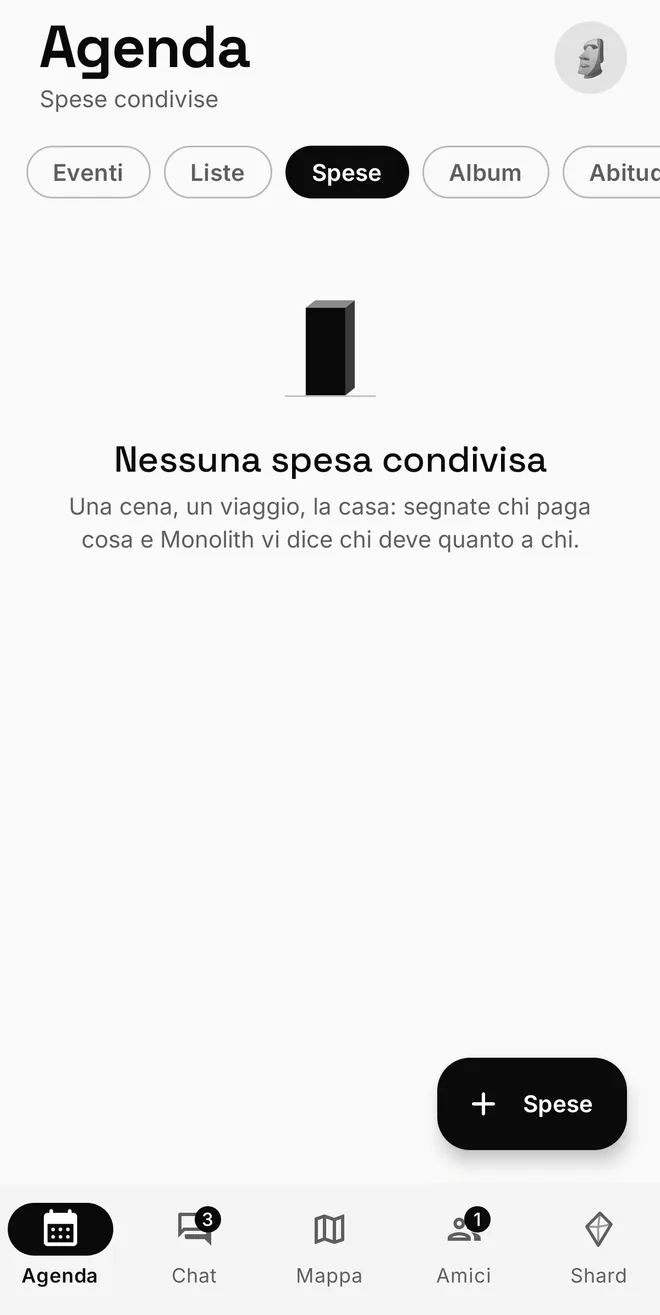 Agenda
Spese condivise
Eventi
Liste
Spese
Album
Abitud
Nessuna spesa condivisa
Una cena, un viaggio, la casa: segnate chi paga
cosa e Monolith vi dice chi deve quanto a chi.
+ Spese
3
1
Agenda
Chat
Mappa
Amici
Shard